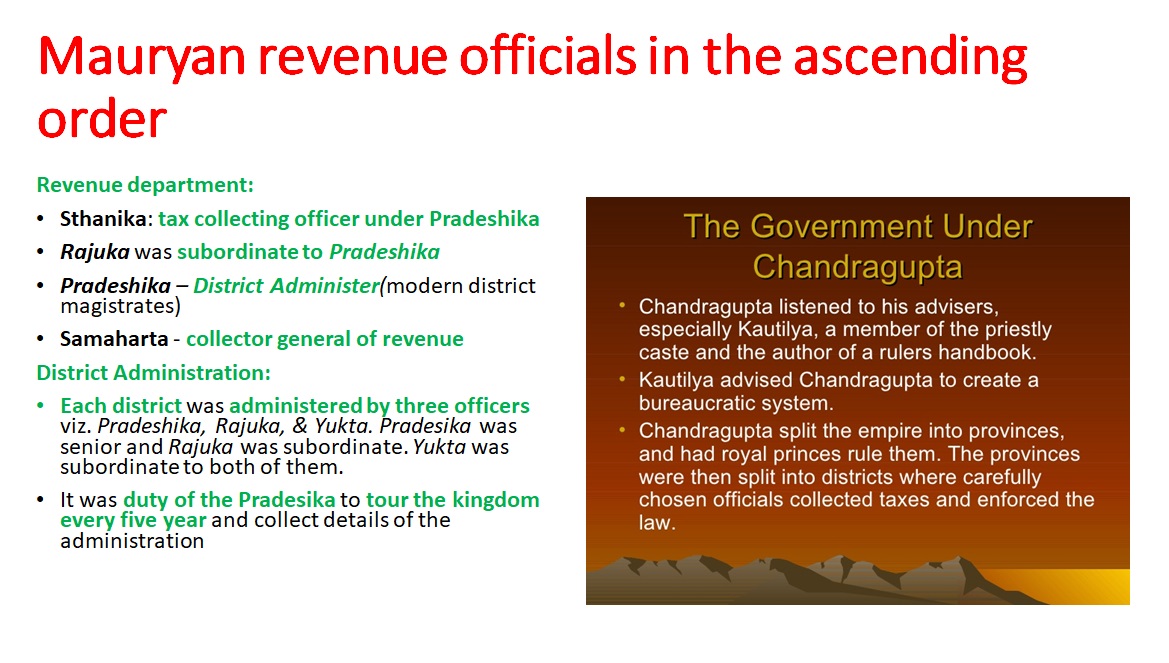 Mauryan revenue officials in the ascending
order
Revenue department:
• Sthanika: tax collecting officer under Pradeshika
• Rajuka was subordinate to Pradeshika
• Pradeshika – District Administer(modern district
magistrates)
• Samaharta - collector general of revenue
District Administration:
• Each district was administered by three officers
viz. Pradeshika, Rajuka, & Yukta. Pradesika was
senior and Rajuka was subordinate. Yukta was
subordinate to both of them.
• It was duty of the Pradesika to tour the kingdom
every five year and collect details of the
administration
The Government Under
Chandragupta
• Chandragupta listened to his advisers,
especially Kautilya, a member of the priestly
caste and the author of a rulers handbook.
• Kautilya advised Chandragupta to create a
bureaucratic system.
• Chandragupta split the empire into provinces,
and had royal princes rule them. The provinces
were then split into districts where carefully
chosen officials collected taxes and enforced the
law.